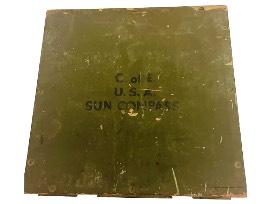 C of E
U.S.A.
SUN COMPASS